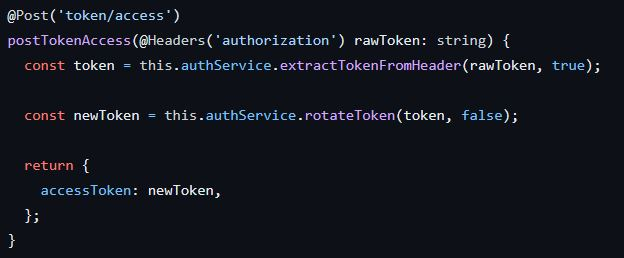 @Post('token/access')
postTokenAccess(@Headers('authorization') rawToken: string) {
  const token = this.authService.extractTokenFromHeader(rawToken, true);

  const newToken = this.authService.rotateToken(token, false);

  return {
    accessToken: newToken,
  };
}